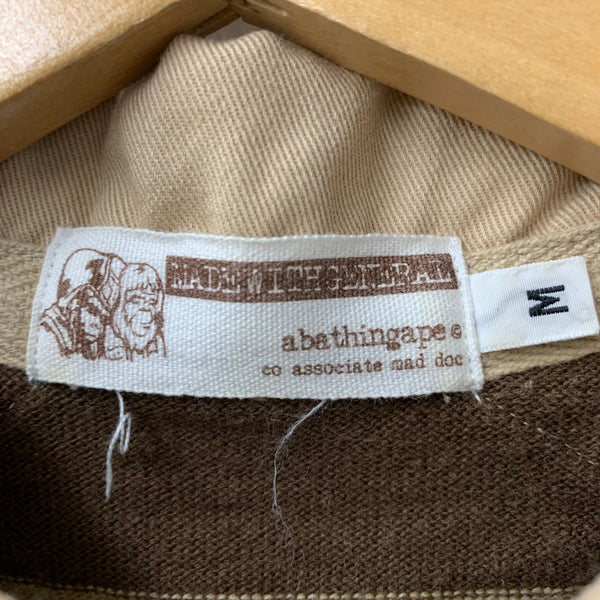 MADE WITH GENERAL
abathingape©
co associate mad doc
M